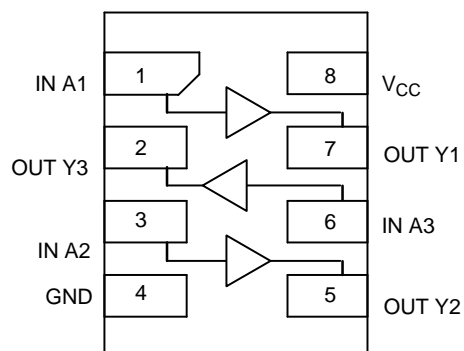 IN A1 1 8 VCC
OUT Y3 2 7 OUT Y1
IN A2 3 6 IN A3
GND 4 5 OUT Y2